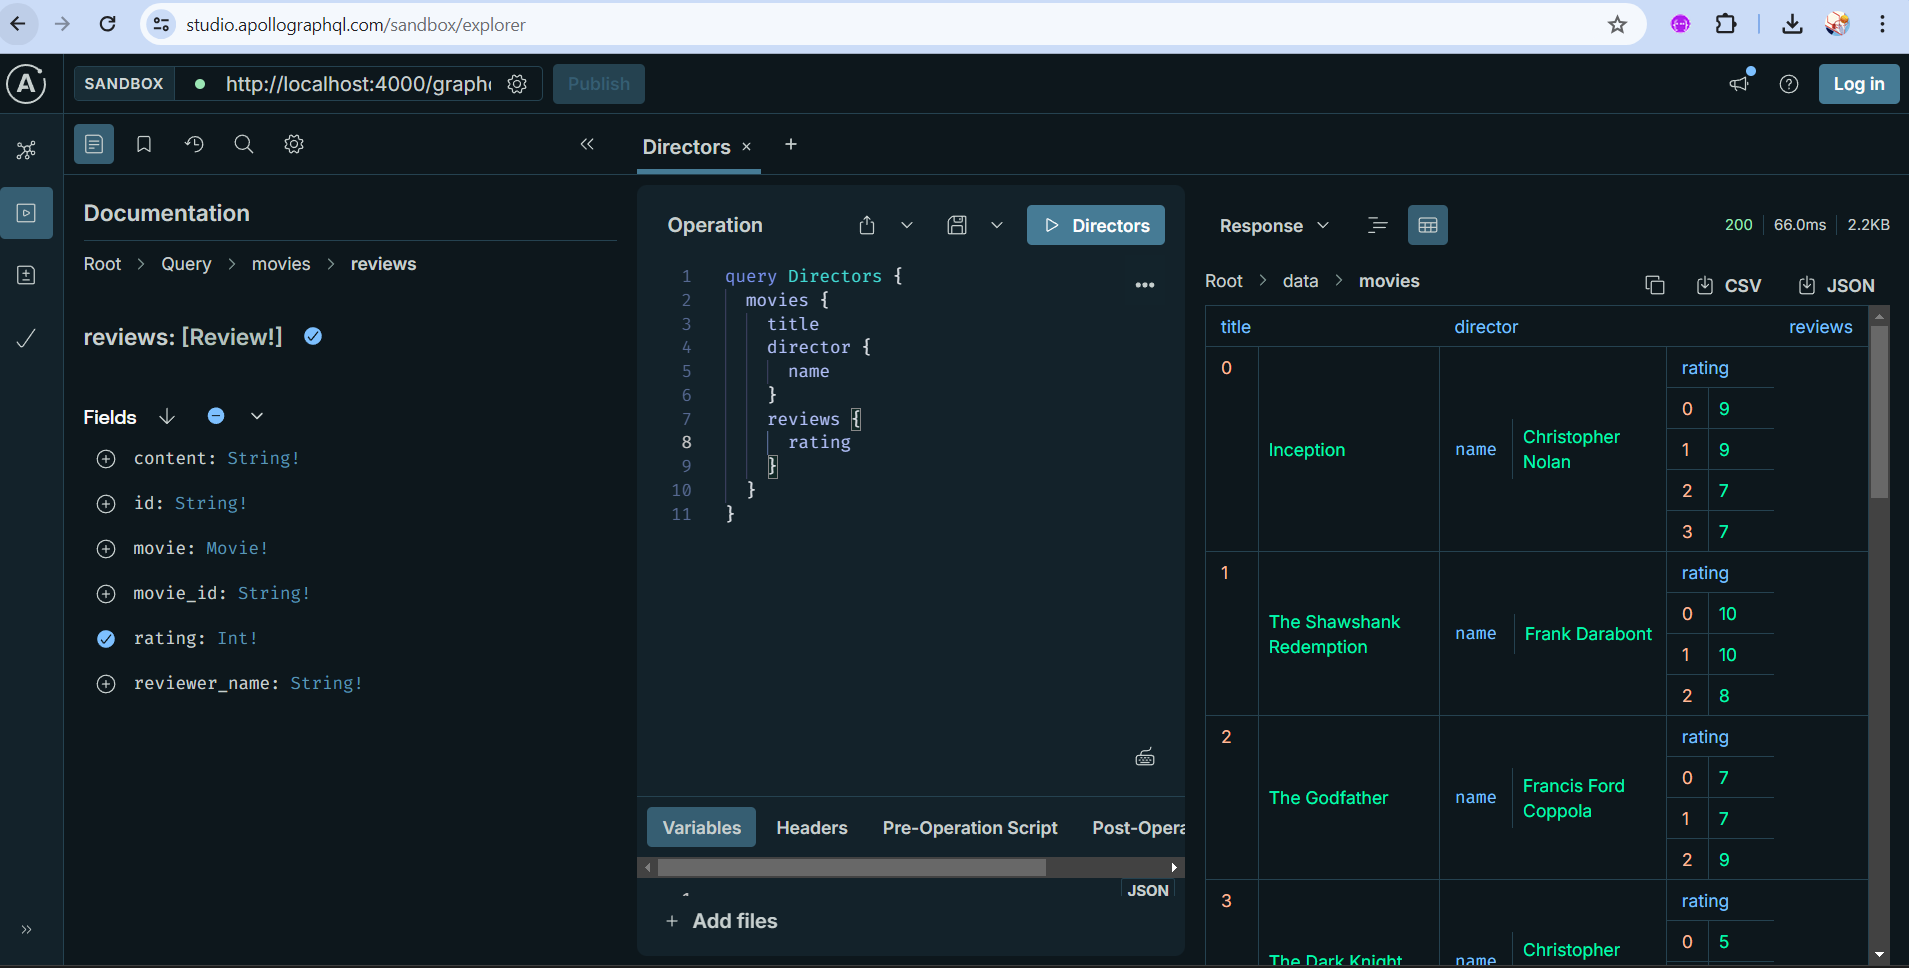 studio.apollographql.com/sandbox/explorer
SANDBOX
http://localhost:4000/graph
Publish
Log in
Documentation
Root > Query > movies > reviews
reviews: [Review!]
Fields
content: String!
id: String!
movie: Movie!
movie_id: String!
rating: Int!
reviewer_name: String!
Directors ×
+
Operation
Directors
1 query Directors {
2 movies {
3 title
4 director {
5 name
6 }
7 reviews {
8 rating
9 }
10 }
11 }
Variables Headers Pre-Operation Script Post-Opera
JSON
+ Add files
Response
200 66.0ms 2.2KB
Root > data > movies
CSV JSON
title director reviews
0 Inception name Christopher Nolan
rating
0 9
1 9
2 7
3 7
1 The Shawshank Redemption name Frank Darabont
rating
0 10
1 10
2 8
2 The Godfather name Francis Ford Coppola
rating
0 7
1 7
2 9
3 The Dark Knight name Christopher
rating
0 5